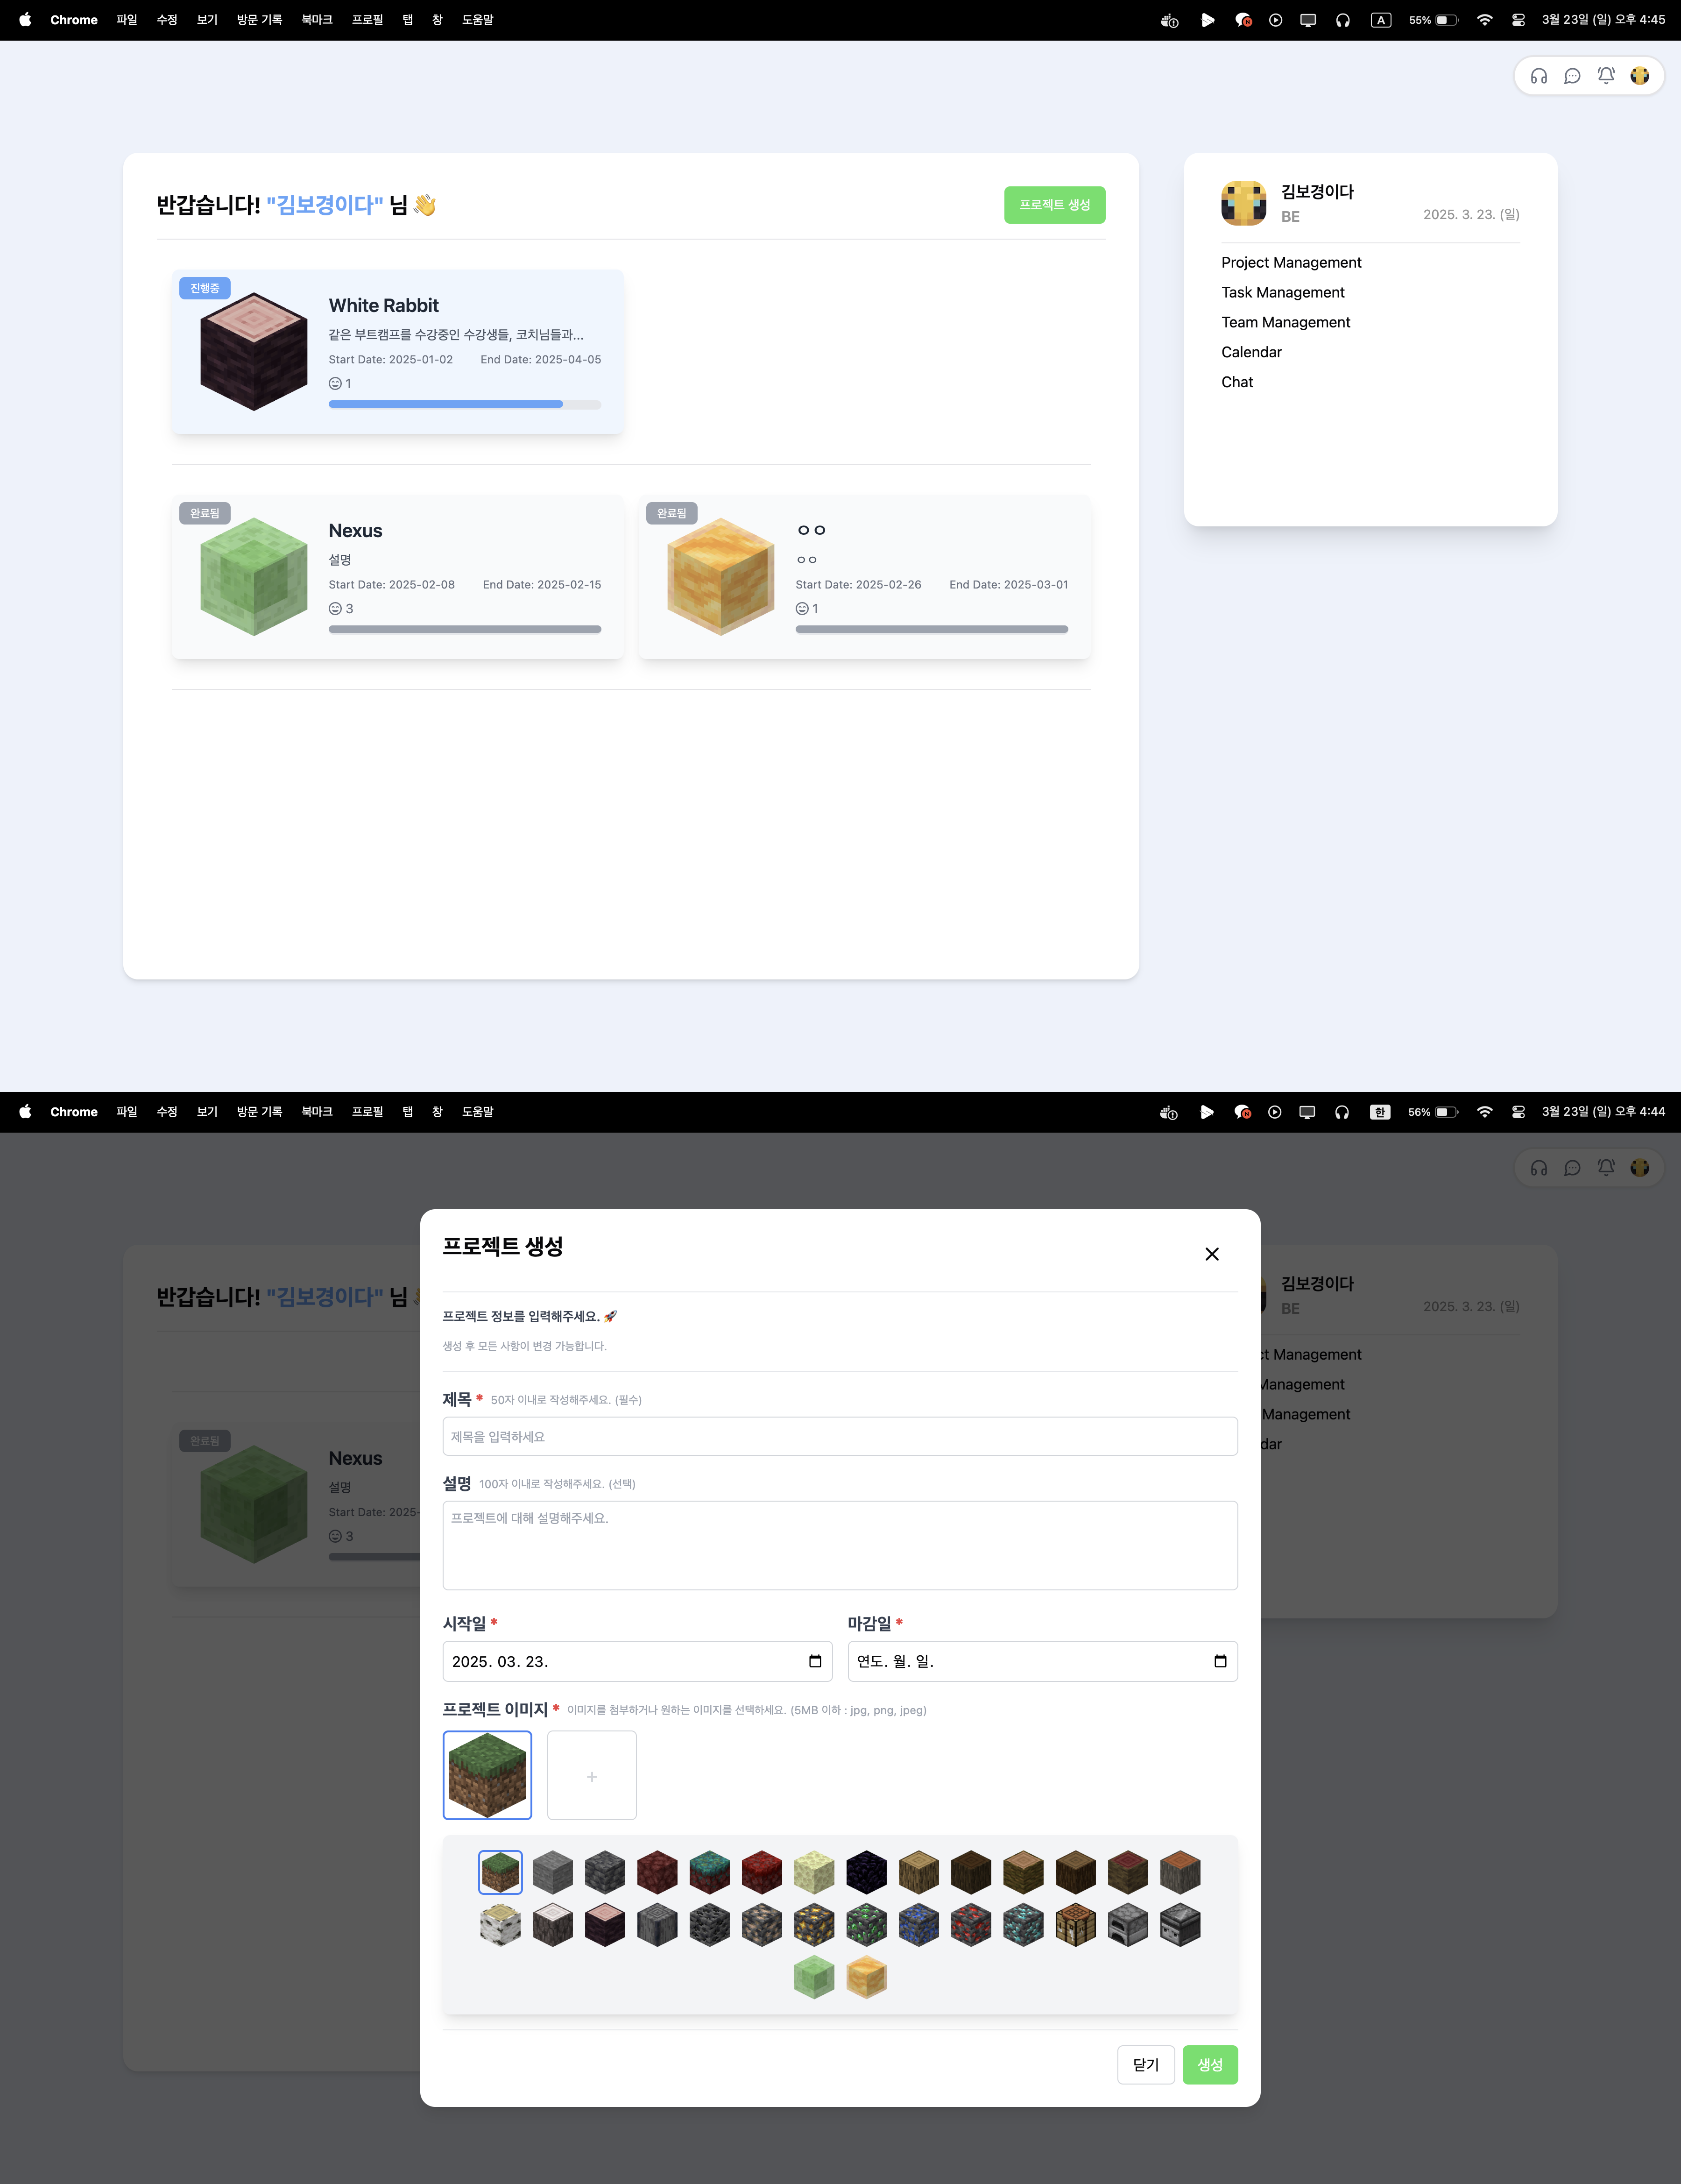 Chrome 파일 수정 보기 방문 기록 북마크 프로필 탭 창 도움말 A 55% 3월 23일 (일) 오후 4:45
반갑습니다! "김보경이다" 님 👋
프로젝트 생성
진행중
White Rabbit
같은 부트캠프를 수강중인 수강생들, 코치님들과...
Start Date: 2025-01-02 End Date: 2025-04-05
1
완료됨
Nexus
설명
Start Date: 2025-02-08 End Date: 2025-02-15
3
완료됨
ㅇㅇ
ㅇㅇ
Start Date: 2025-02-26 End Date: 2025-03-01
1
김보경이다
BE 2025. 3. 23. (일)
Project Management
Task Management
Team Management
Calendar
Chat
Chrome 파일 수정 보기 방문 기록 북마크 프로필 탭 창 도움말 한 56% 3월 23일 (일) 오후 4:44
반갑습니다! "김보경이다" 님
완료됨
Nexus
설명
Start Date: 2025-
3
김보경이다
BE 2025. 3. 23. (일)
ct Management
Management
Management
dar
프로젝트 생성
프로젝트 정보를 입력해주세요. 🚀
생성 후 모든 사항이 변경 가능합니다.
제목 * 50자 이내로 작성해주세요. (필수)
제목을 입력하세요
설명 100자 이내로 작성해주세요. (선택)
프로젝트에 대해 설명해주세요.
시작일 * 마감일 *
2025. 03. 23. 연도. 월. 일.
프로젝트 이미지 * 이미지를 첨부하거나 원하는 이미지를 선택하세요. (5MB 이하 : jpg, png, jpeg)
+
닫기 생성